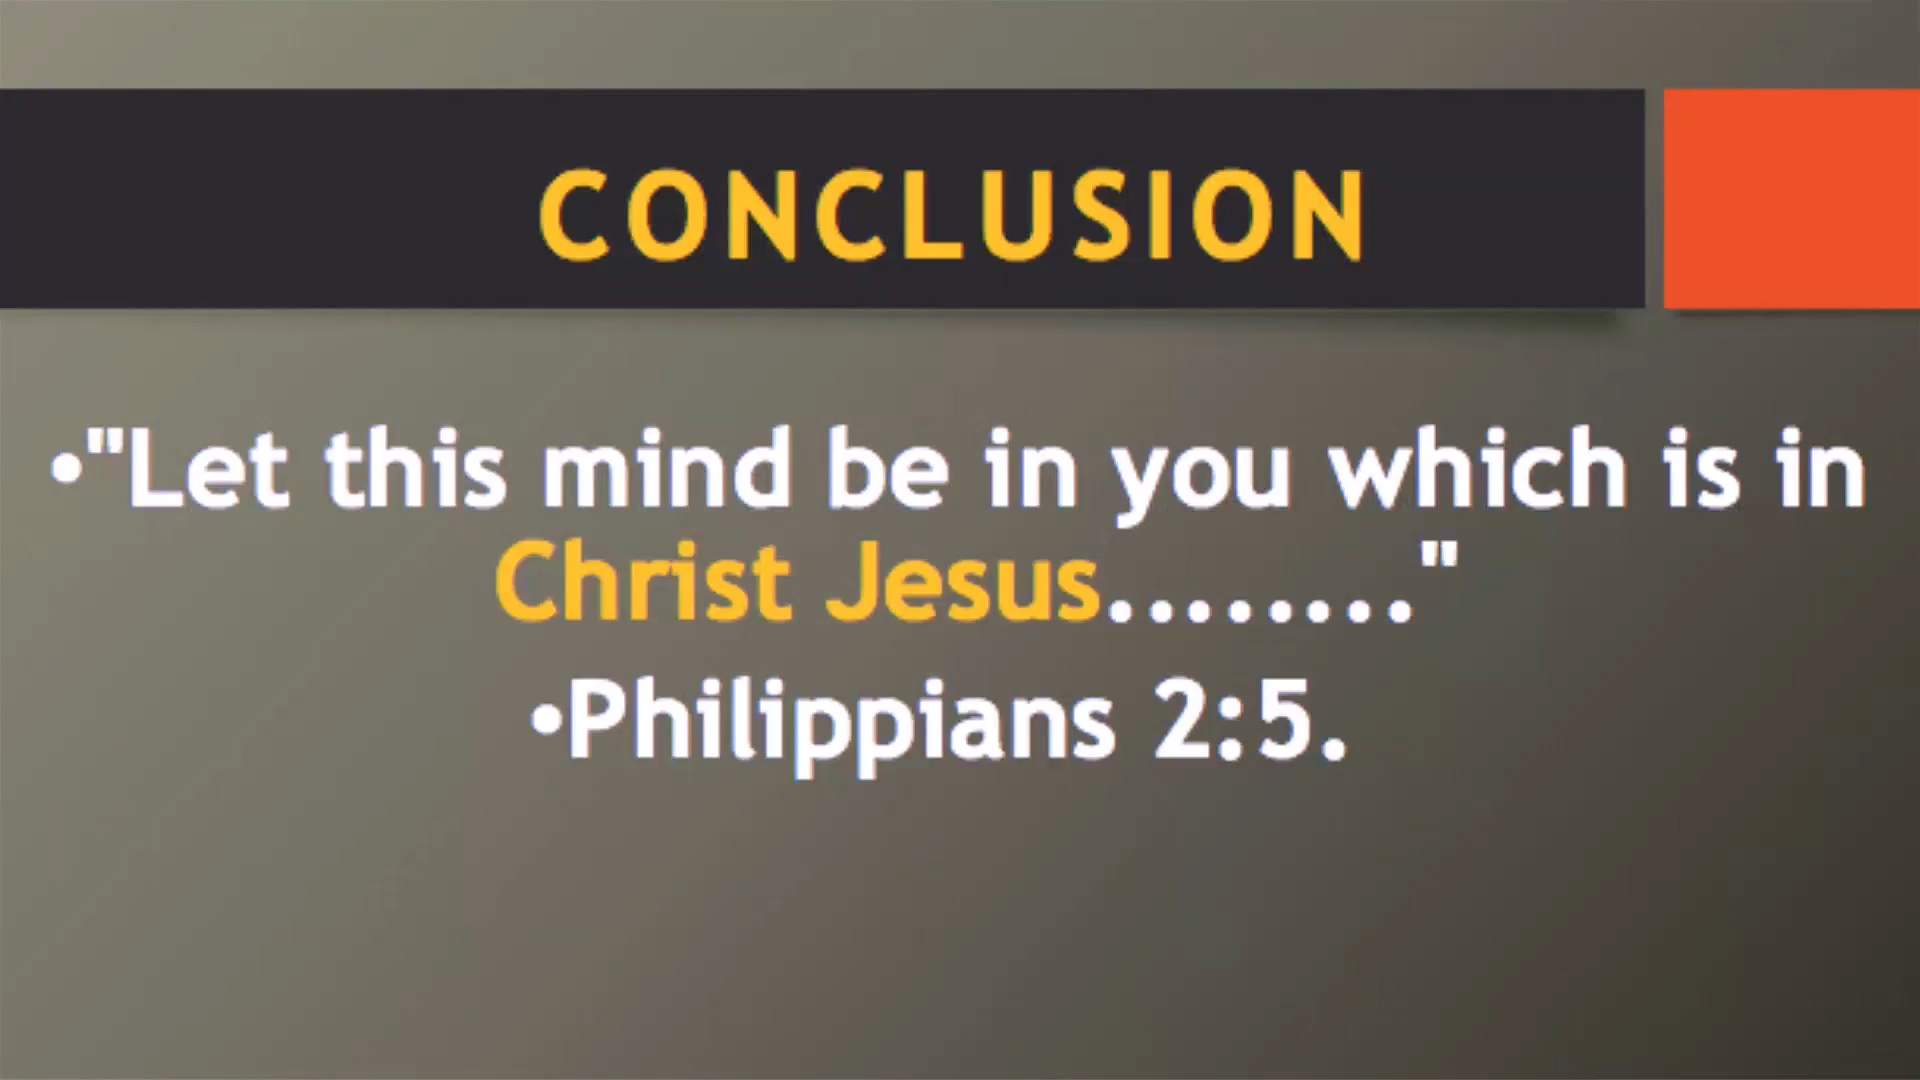 CONCLUSION
•"Let this mind be in you which is in
Christ Jesus........"
•Philippians 2:5.